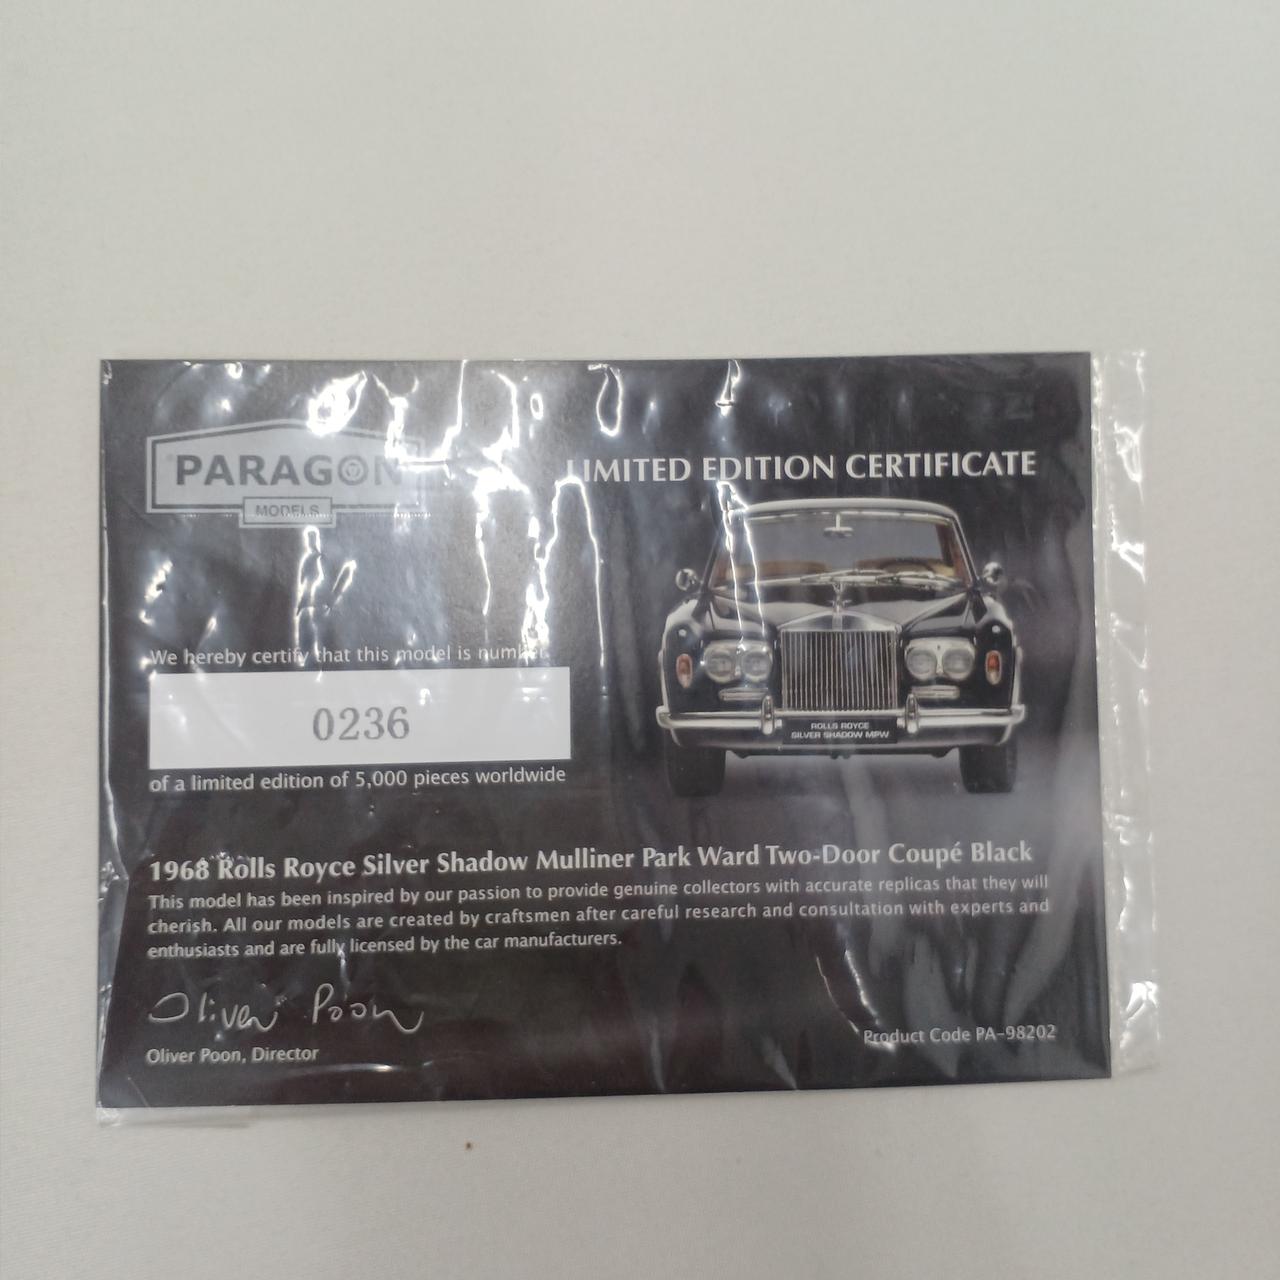 PARAGON
MODELS
LIMITED EDITION CERTIFICATE
We hereby certify that this model is number
0236
of a limited edition of 5,000 pieces worldwide
ROLLS ROYCE
SILVER SHADOW MPW
1968 Rolls Royce Silver Shadow Mulliner Park Ward Two-Door Coupé Black
This model has been inspired by our passion to provide genuine collectors with accurate replicas that they will
cherish. All our models are created by craftsmen after careful research and consultation with experts and
enthusiasts and are fully licensed by the car manufacturers.
Oliver Poon
Oliver Poon, Director
Product Code PA-98202